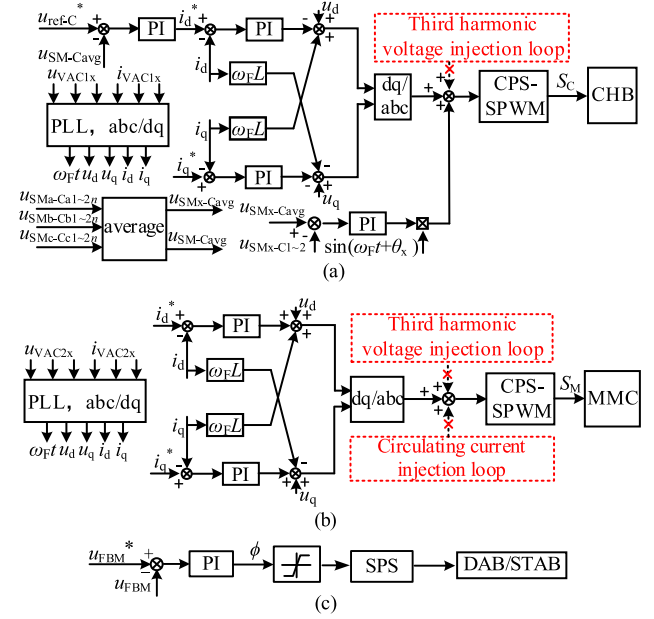 u_ref-C* + - PI i_d* + - PI - + u_d
u_SM-Cavg
u_VAC1x i_VAC1x
i_d ω_F L
PLL, abc/dq
i_q ω_F L
ω_F t u_d u_q i_d i_q
i_q* - + PI - - u_q
dq/abc
Third harmonic
voltage injection loop
+ + +
CPS-
SPWM
S_C
CHB
u_SMa-Ca1~2n
u_SMb-Cb1~2n
u_SMc-Cc1~2n
average
u_SMx-Cavg
u_SM-Cavg
u_SMx-Cavg + - PI
u_SMx-C1~2
sin(ω_F t+θ_x)
(a)
i_d* + - PI + + + u_d
u_VAC2x i_VAC2x
i_d ω_F L
PLL, abc/dq
i_q ω_F L
ω_F t u_d u_q i_d i_q
i_q* - + PI + + - u_q
dq/abc
Third harmonic
voltage injection loop
+ + +
CPS-
SPWM
S_M
MMC
Circulating current
injection loop
(b)
u_FBM* + − PI ϕ SPS DAB/STAB
u_FBM
(c)